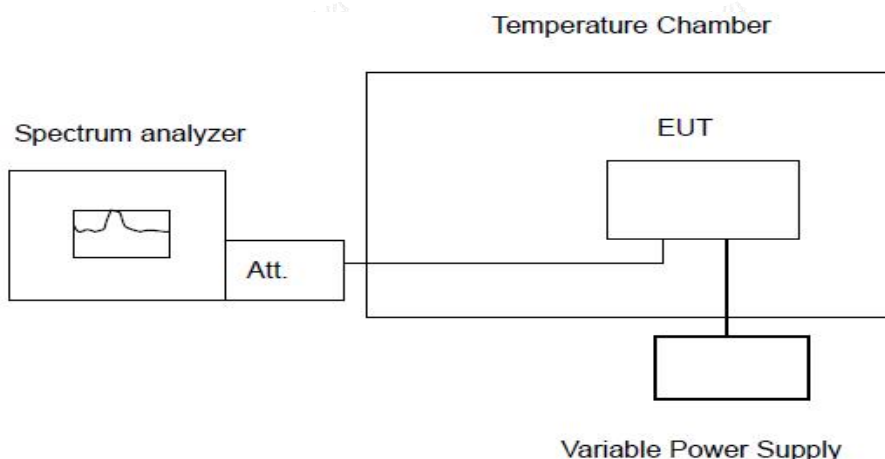 Temperature Chamber
Spectrum analyzer
EUT
Att.
Variable Power Supply